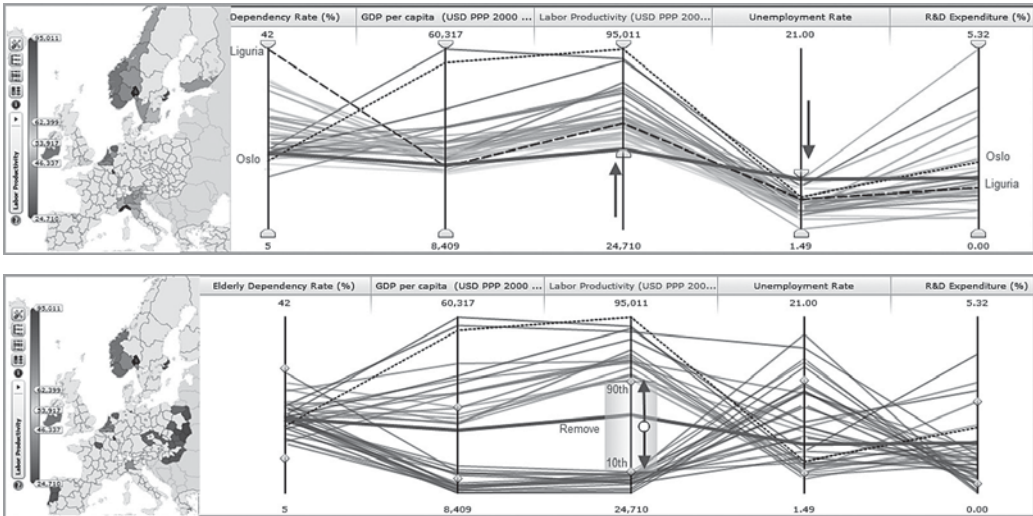 Dependency Rate (%) GDP per capita (USD PPP 2000 ... Labor Productivity (USD PPP 200... Unemployment Rate R&D Expenditure (%)
42 60,317 95,011 21.00 5.32
95,011
Liguria
62,399
53,917
46,337
Labor Productivity
Oslo
Oslo
Liguria
24,710
5 8,409 24,710 1.49 0.00
Elderly Dependency Rate (%) GDP per capita (USD PPP 2000 ... Labor Productivity (USD PPP 200... Unemployment Rate R&D Expenditure (%)
42 60,317 95,011 21.00 5.32
95,011
62,399
53,917
46,337
Labor Productivity
90th
Remove
10th
24,710
5 8,409 24,710 1.49 0.00